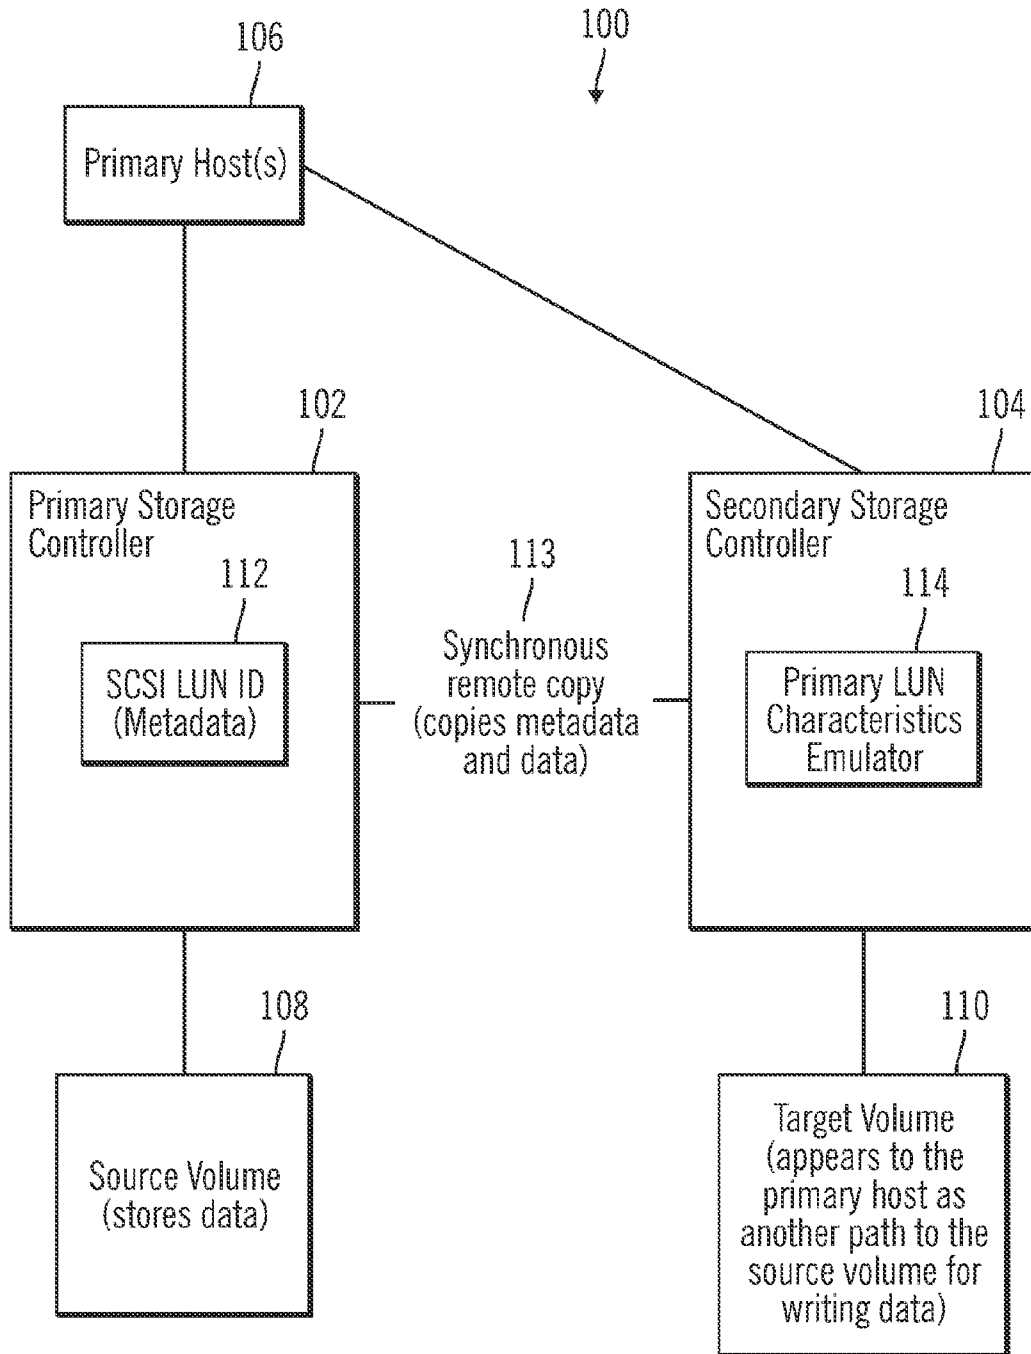 106
100
Primary Host(s)
102
104
Primary Storage
Controller
Secondary Storage
Controller
112
113
114
SCSI LUN ID
(Metadata)
Synchronous
remote copy
(copies metadata
and data)
Primary LUN
Characteristics
Emulator
108
110
Source Volume
(stores data)
Target Volume
(appears to the
primary host as
another path to the
source volume for
writing data)